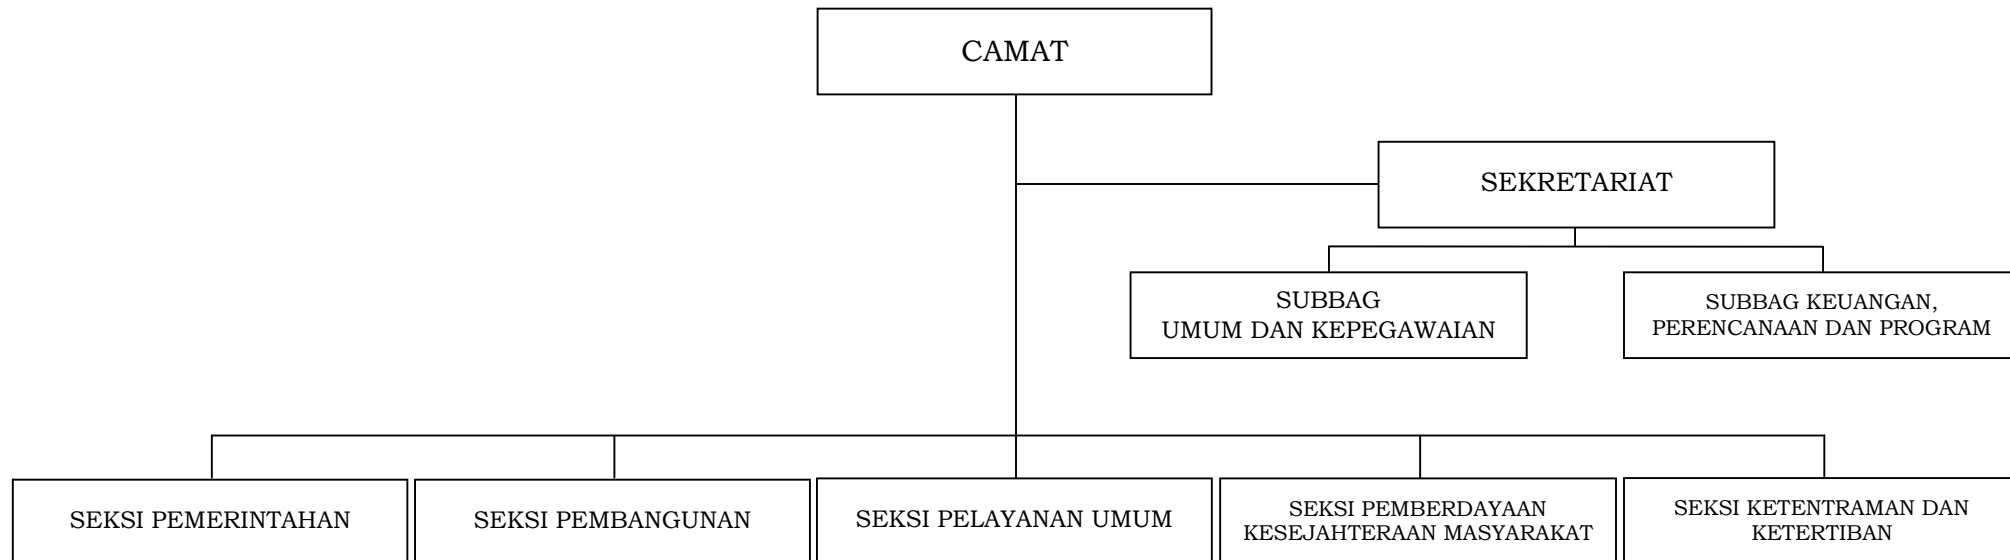 CAMAT
SEKRETARIAT
SUBBAG
UMUM DAN KEPEGAWAIAN
SUBBAG KEUANGAN,
PERENCANAAN DAN PROGRAM
SEKSI PEMERINTAHAN
SEKSI PEMBANGUNAN
SEKSI PELAYANAN UMUM
SEKSI PEMBERDAYAAN
KESEJAHTERAAN MASYARAKAT
SEKSI KETENTRAMAN DAN
KETERTIBAN